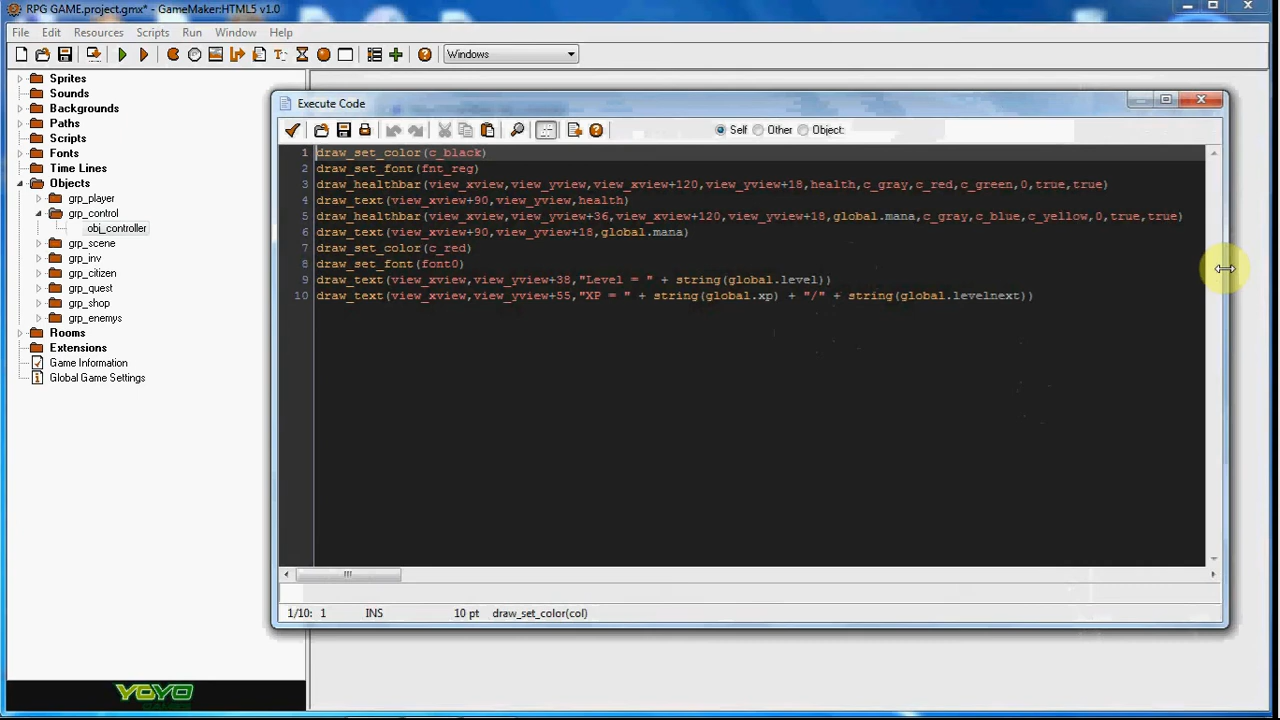 RPG GAME.project.gmx* - GameMaker:HTML5 v1.0
File Edit Resources Scripts Run Window Help
Windows
Sprites
Sounds
Backgrounds
Paths
Scripts
Fonts
Time Lines
Objects
grp_player
grp_control
obj_controller
grp_scene
grp_inv
grp_citizen
grp_quest
grp_shop
grp_enemys
Rooms
Extensions
Game Information
Global Game Settings
YOYO
GAMES
Execute Code
Self Other Object:
1 draw_set_color(c_black)
2 draw_set_font(fnt_reg)
3 draw_healthbar(view_xview,view_yview,view_xview+120,view_yview+18,health,c_gray,c_red,c_green,0,true,true)
4 draw_text(view_xview+90,view_yview,health)
5 draw_healthbar(view_xview,view_yview+36,view_xview+120,view_yview+18,global.mana,c_gray,c_blue,c_yellow,0,true,true)
6 draw_text(view_xview+90,view_yview+18,global.mana)
7 draw_set_color(c_red)
8 draw_set_font(font0)
9 draw_text(view_xview,view_yview+38,"Level = " + string(global.level))
10 draw_text(view_xview,view_yview+55,"XP = " + string(global.xp) + "/" + string(global.levelnext))
1/10: 1 INS 10 pt draw_set_color(col)